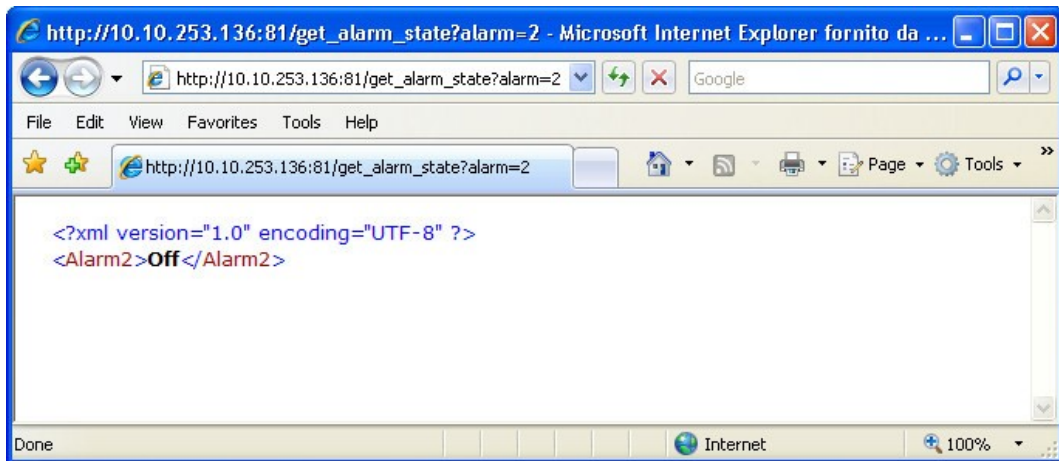 http://10.10.253.136:81/get_alarm_state?alarm=2 - Microsoft Internet Explorer fornito da ...
http://10.10.253.136:81/get_alarm_state?alarm=2
Google
File Edit View Favorites Tools Help
http://10.10.253.136:81/get_alarm_state?alarm=2
Page Tools »
<?xml version="1.0" encoding="UTF-8" ?>
<Alarm2>Off</Alarm2>
Done Internet 100%